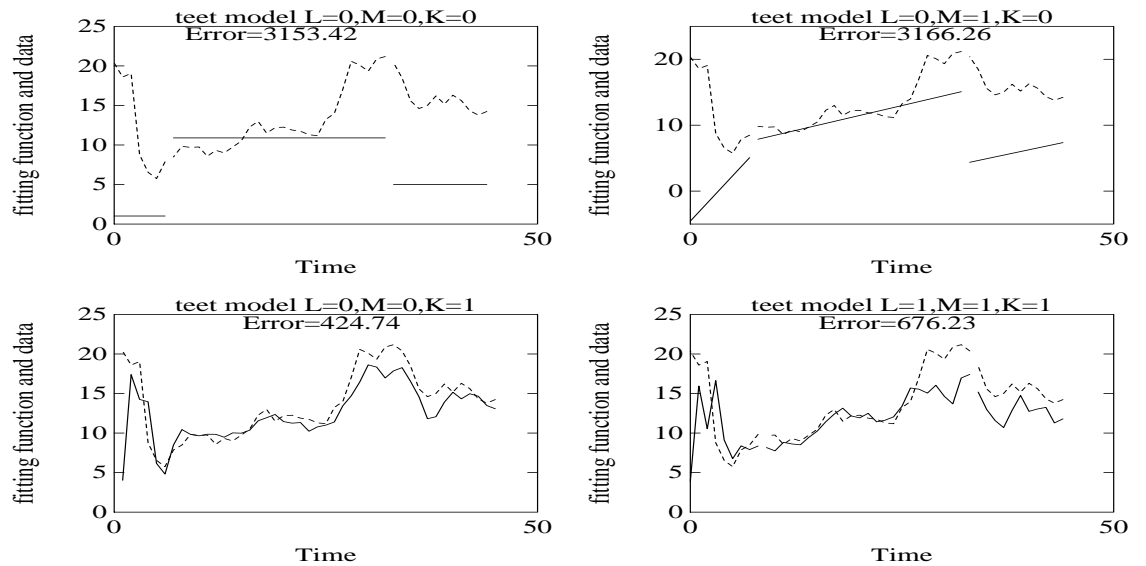 teet model L=0,M=0,K=0
Error=3153.42
25
20
15
10
5
0
0
50
Time
fitting function and data
teet model L=0,M=1,K=0
Error=3166.26
20
10
0
0
50
Time
fitting function and data
teet model L=0,M=0,K=1
Error=424.74
25
20
15
10
5
0
0
50
Time
fitting function and data
teet model L=1,M=1,K=1
Error=676.23
25
20
15
10
5
0
0
50
Time
fitting function and data